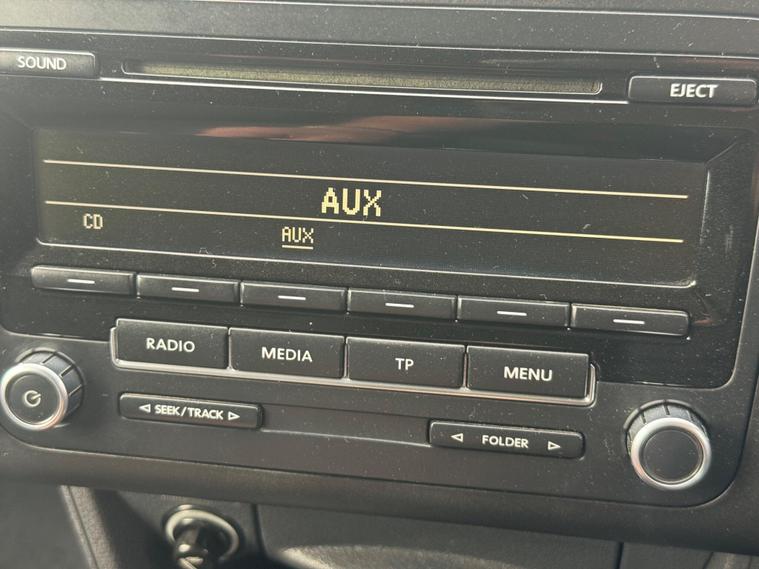 SOUND
EJECT
AUX
CD AUX
RADIO MEDIA TP MENU
SEEK/TRACK
FOLDER